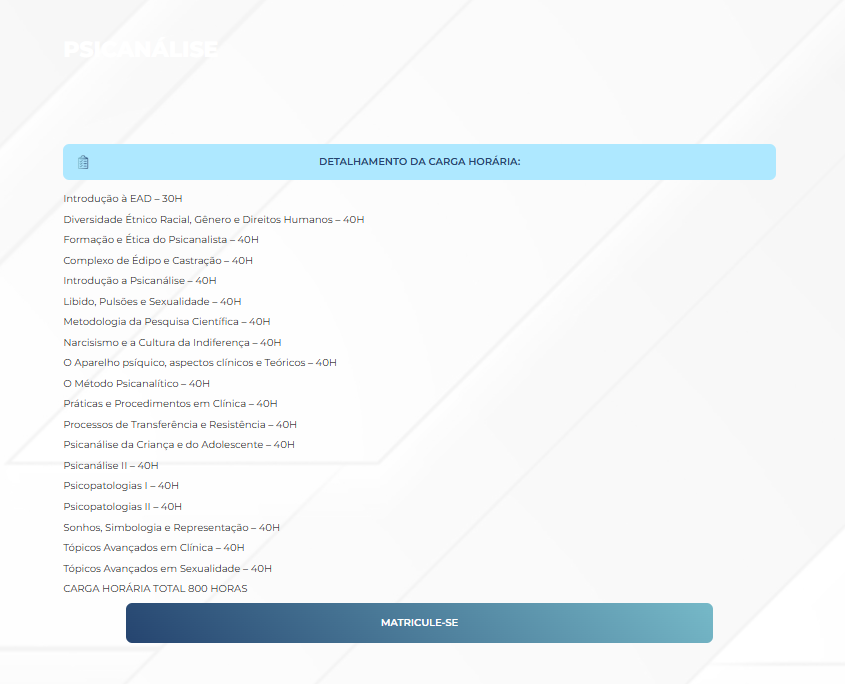 PSICANÁLISE
DETALHAMENTO DA CARGA HORÁRIA:
Introdução à EAD – 30H
Diversidade Étnico Racial, Gênero e Direitos Humanos – 40H
Formação e Ética do Psicanalista – 40H
Complexo de Édipo e Castração – 40H
Introdução a Psicanálise – 40H
Libido, Pulsões e Sexualidade – 40H
Metodologia da Pesquisa Científica – 40H
Narcisismo e a Cultura da Indiferença – 40H
O Aparelho psíquico, aspectos clínicos e Teóricos – 40H
O Método Psicanalítico – 40H
Práticas e Procedimentos em Clínica – 40H
Processos de Transferência e Resistência – 40H
Psicanálise da Criança e do Adolescente – 40H
Psicanálise II – 40H
Psicopatologias I – 40H
Psicopatologias II – 40H
Sonhos, Simbologia e Representação – 40H
Tópicos Avançados em Clínica – 40H
Tópicos Avançados em Sexualidade – 40H
CARGA HORÁRIA TOTAL 800 HORAS
MATRICULE-SE